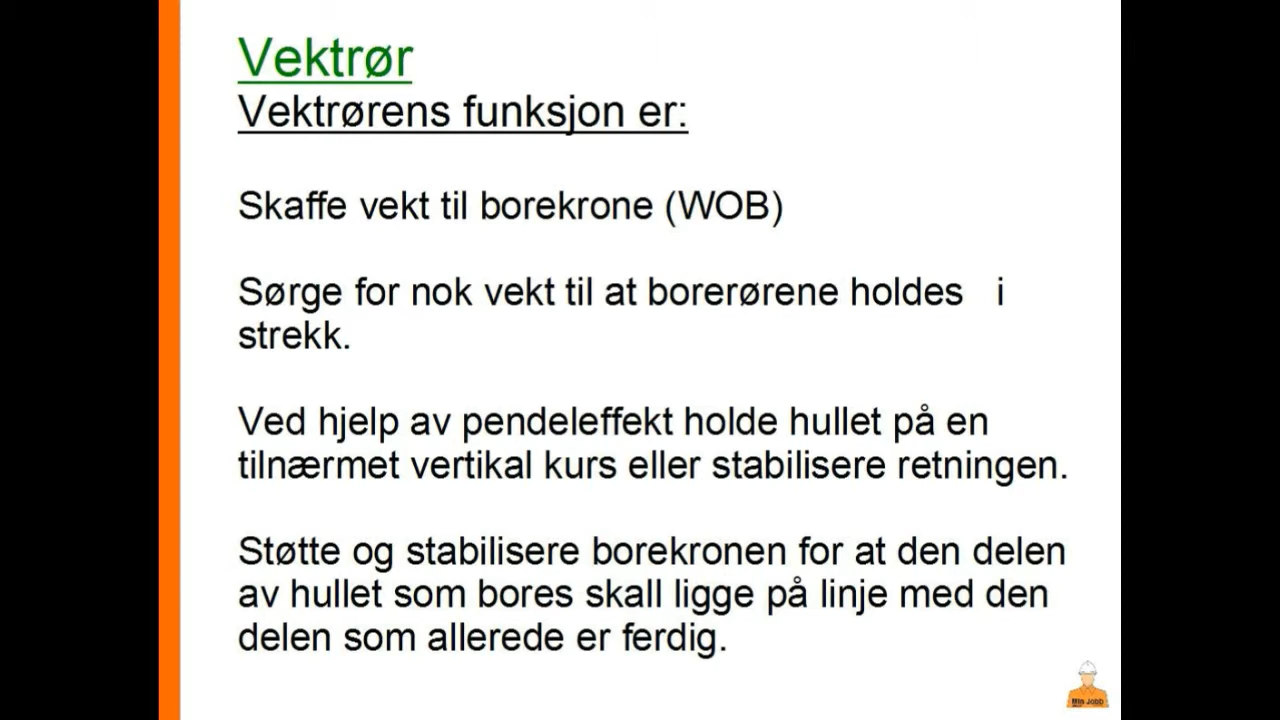 Vektrør
Vektrørens funksjon er:
Skaffe vekt til borekrone (WOB)
Sørge for nok vekt til at borerørene holdes i
strekk.
Ved hjelp av pendeleffekt holde hullet på en
tilnærmet vertikal kurs eller stabilisere retningen.
Støtte og stabilisere borekronen for at den delen
av hullet som bores skall ligge på linje med den
delen som allerede er ferdig.
Min Jobb